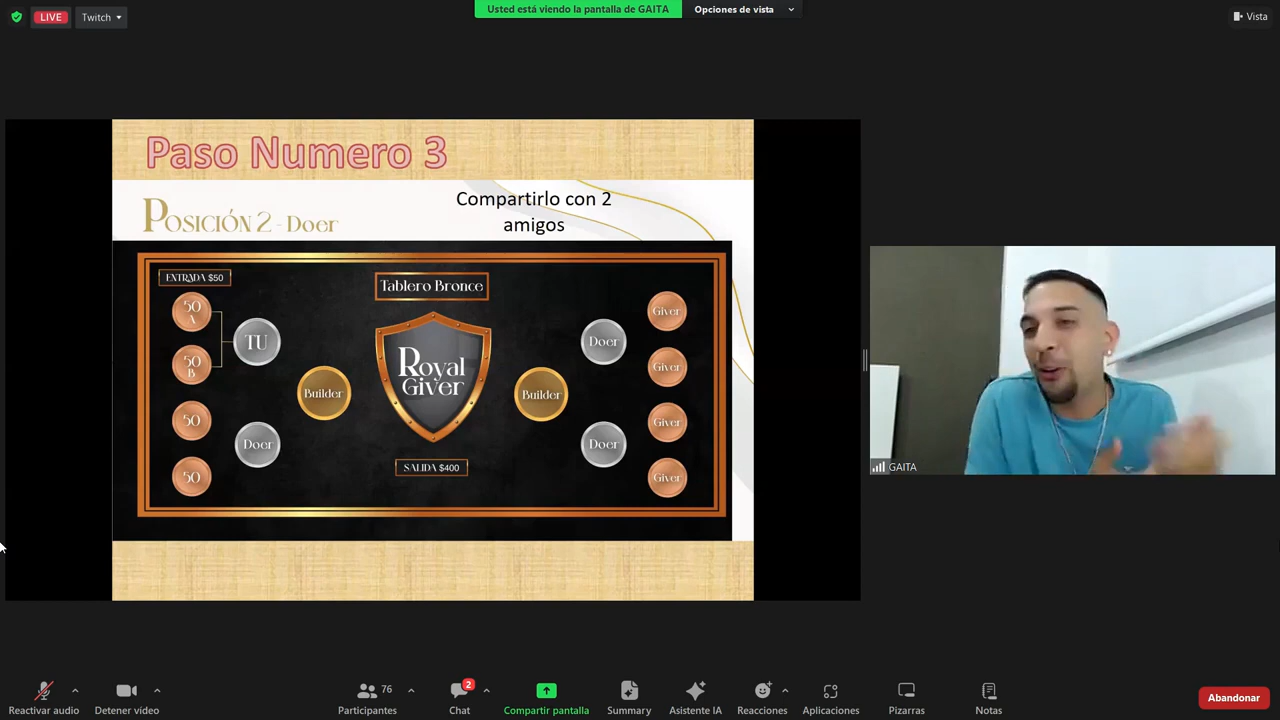 LIVE
Twitch
Usted está viendo la pantalla de GAITA
Opciones de vista
Vista
Paso Numero 3
POSICIÓN 2 - Doer
Compartirlo con 2
amigos
ENTRADA $50
Tablero Bronce
50
A
50
B
50
50
TU
Doer
Builder
Royal
Giver
SALIDA $400
Builder
Doer
Doer
Giver
Giver
Giver
Giver
GAITA
Reactivar audio
Detener vídeo
76
Participantes
2
Chat
Compartir pantalla
Summary
Asistente IA
Reacciones
Aplicaciones
Pizarras
Notas
Abandonar